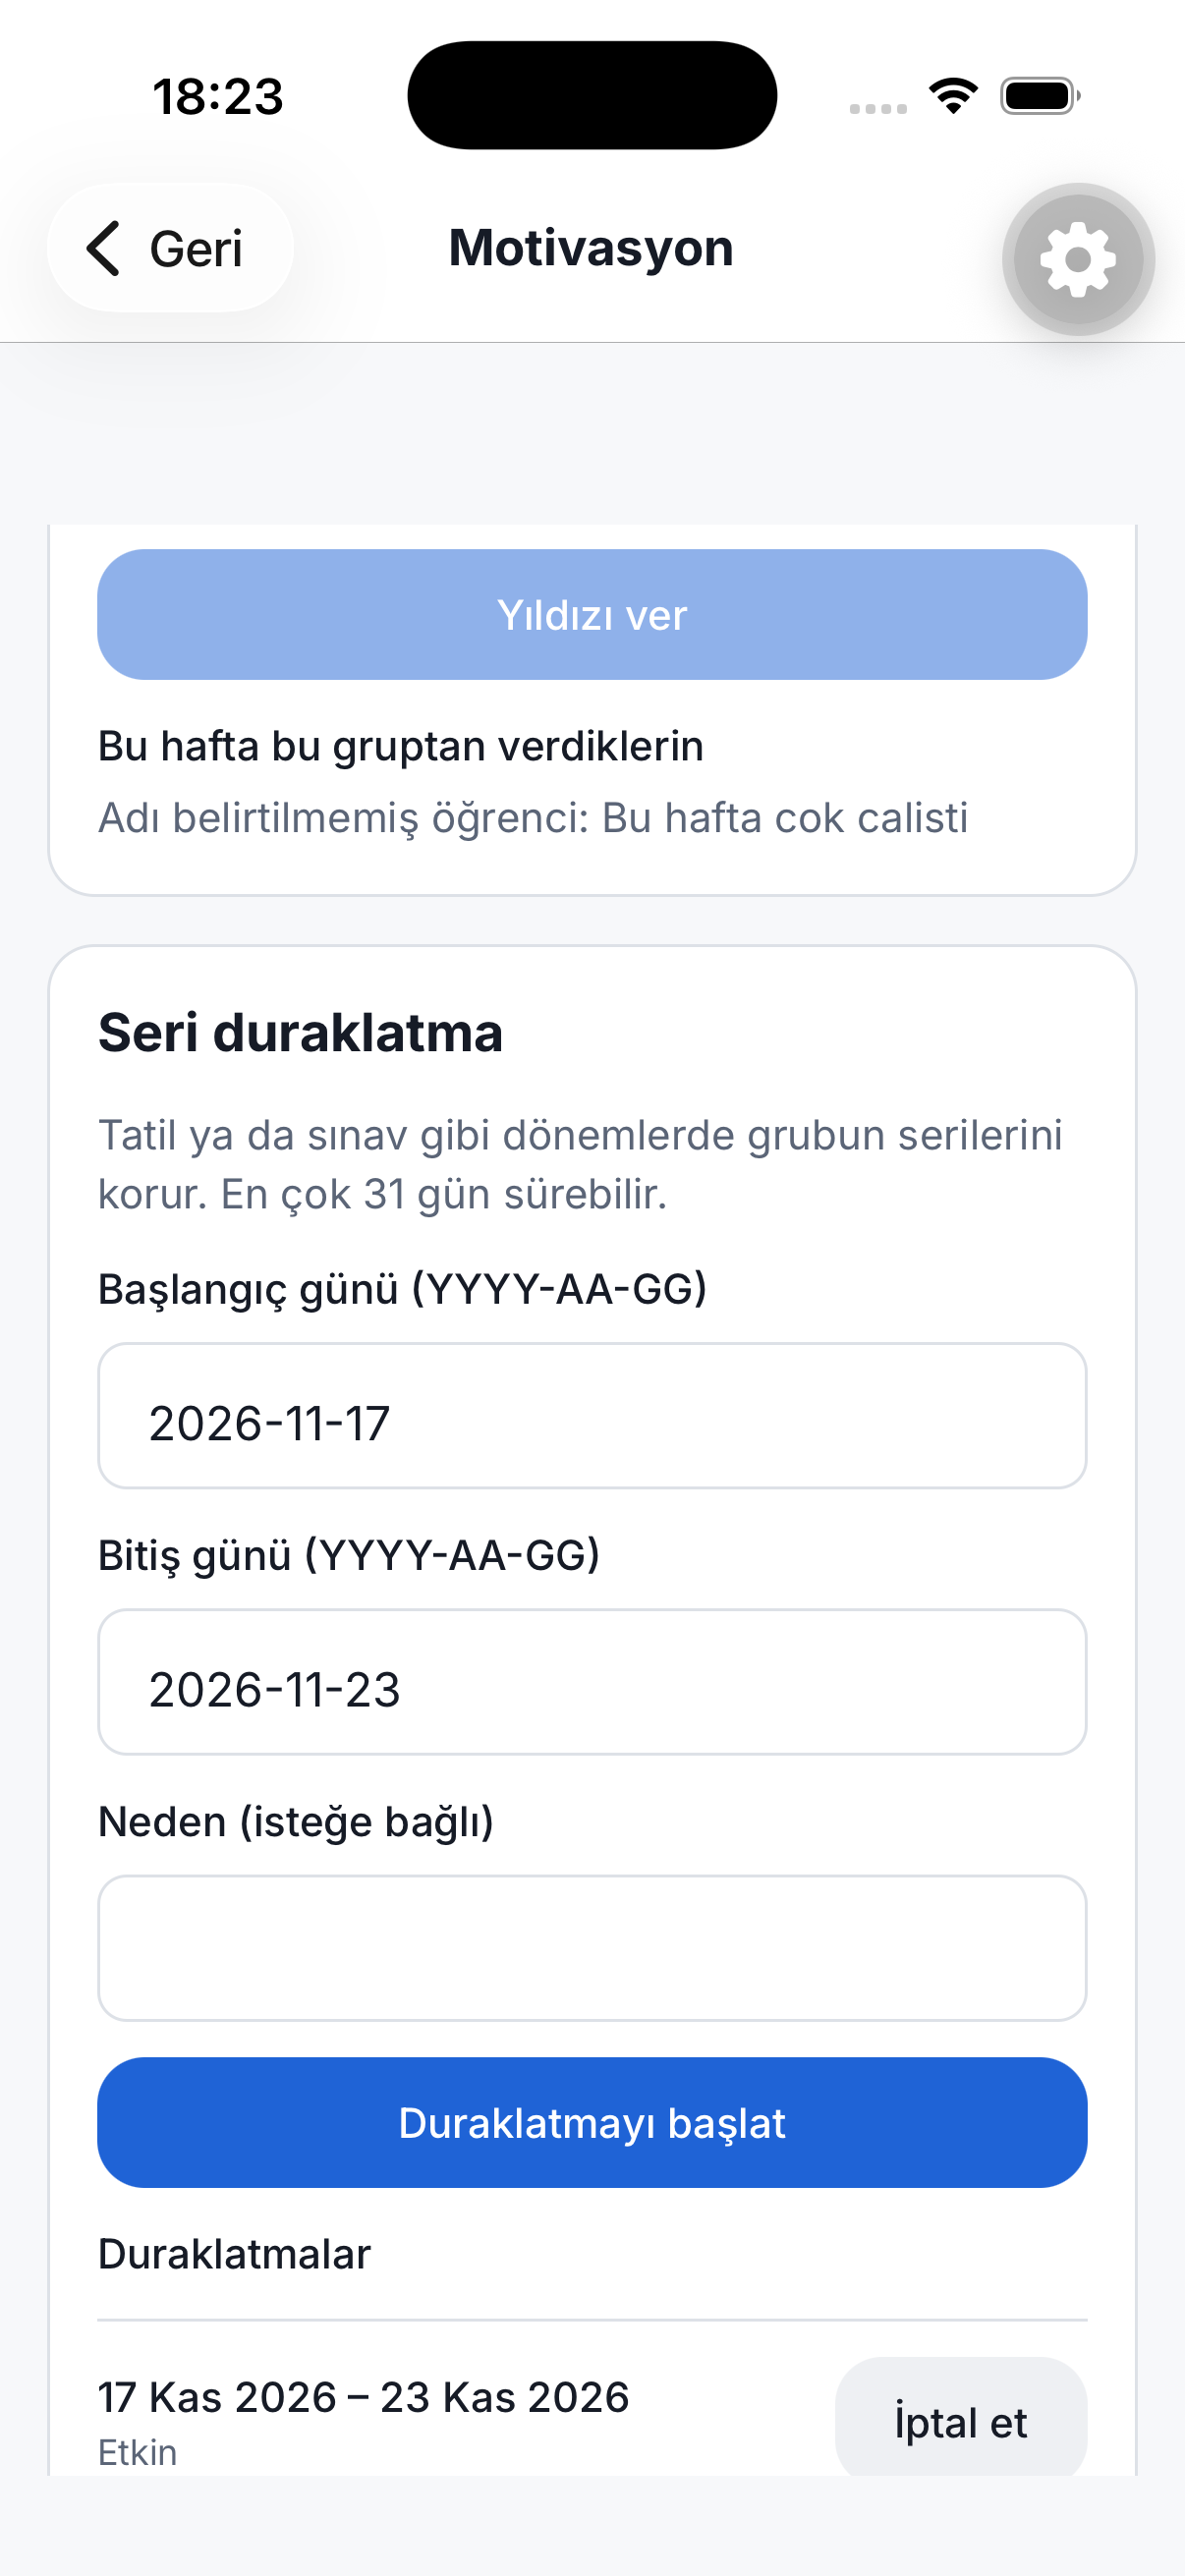 18:23
Geri
Motivasyon
Yıldızı ver
Bu hafta bu gruptan verdiklerin
Adı belirtilmemiş öğrenci: Bu hafta cok calisti
Seri duraklatma
Tatil ya da sınav gibi dönemlerde grubun serilerini
korur. En çok 31 gün sürebilir.
Başlangıç günü (YYYY-AA-GG)
2026-11-17
Bitiş günü (YYYY-AA-GG)
2026-11-23
Neden (isteğe bağlı)
Duraklatmayı başlat
Duraklatmalar
17 Kas 2026 – 23 Kas 2026
İptal et
Etkin